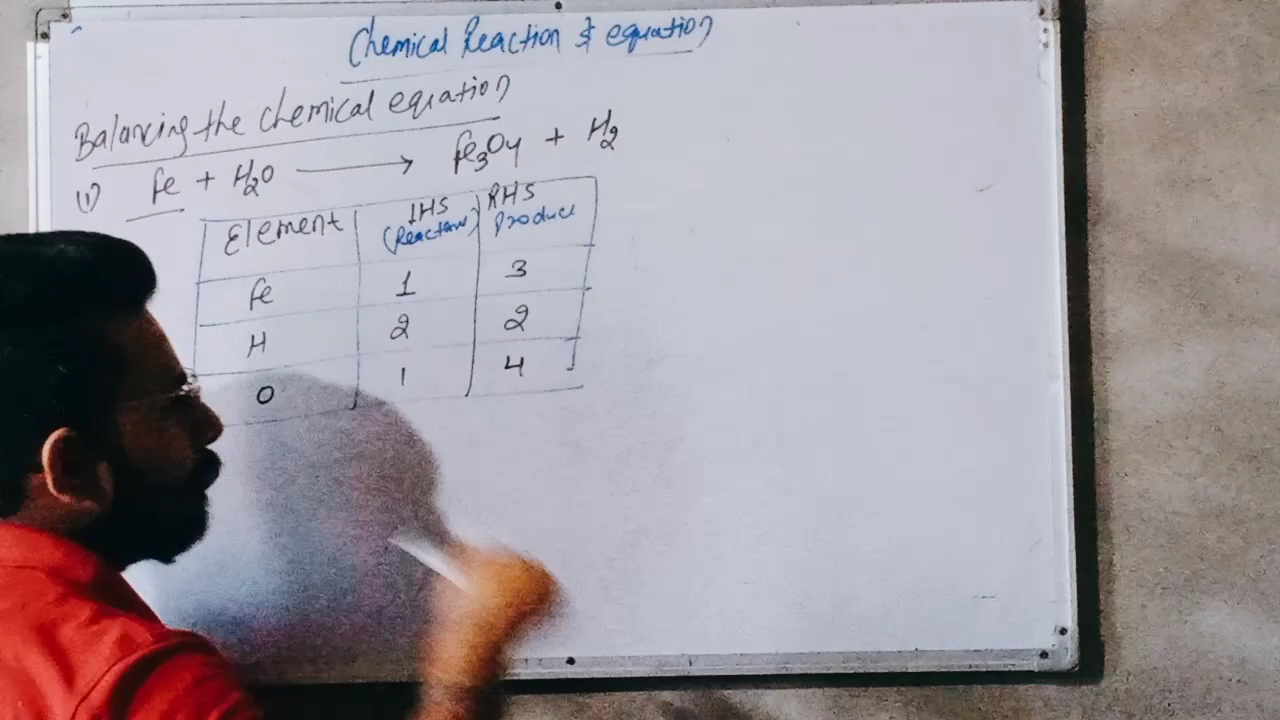 Chemical Reaction & equation
Balancing the chemical equation
(1) Fe + H2O ⟶ Fe3O4 + H2
Element LHS (Reactant) RHS Produce
Fe 1 3
H 2 2
O 1 4